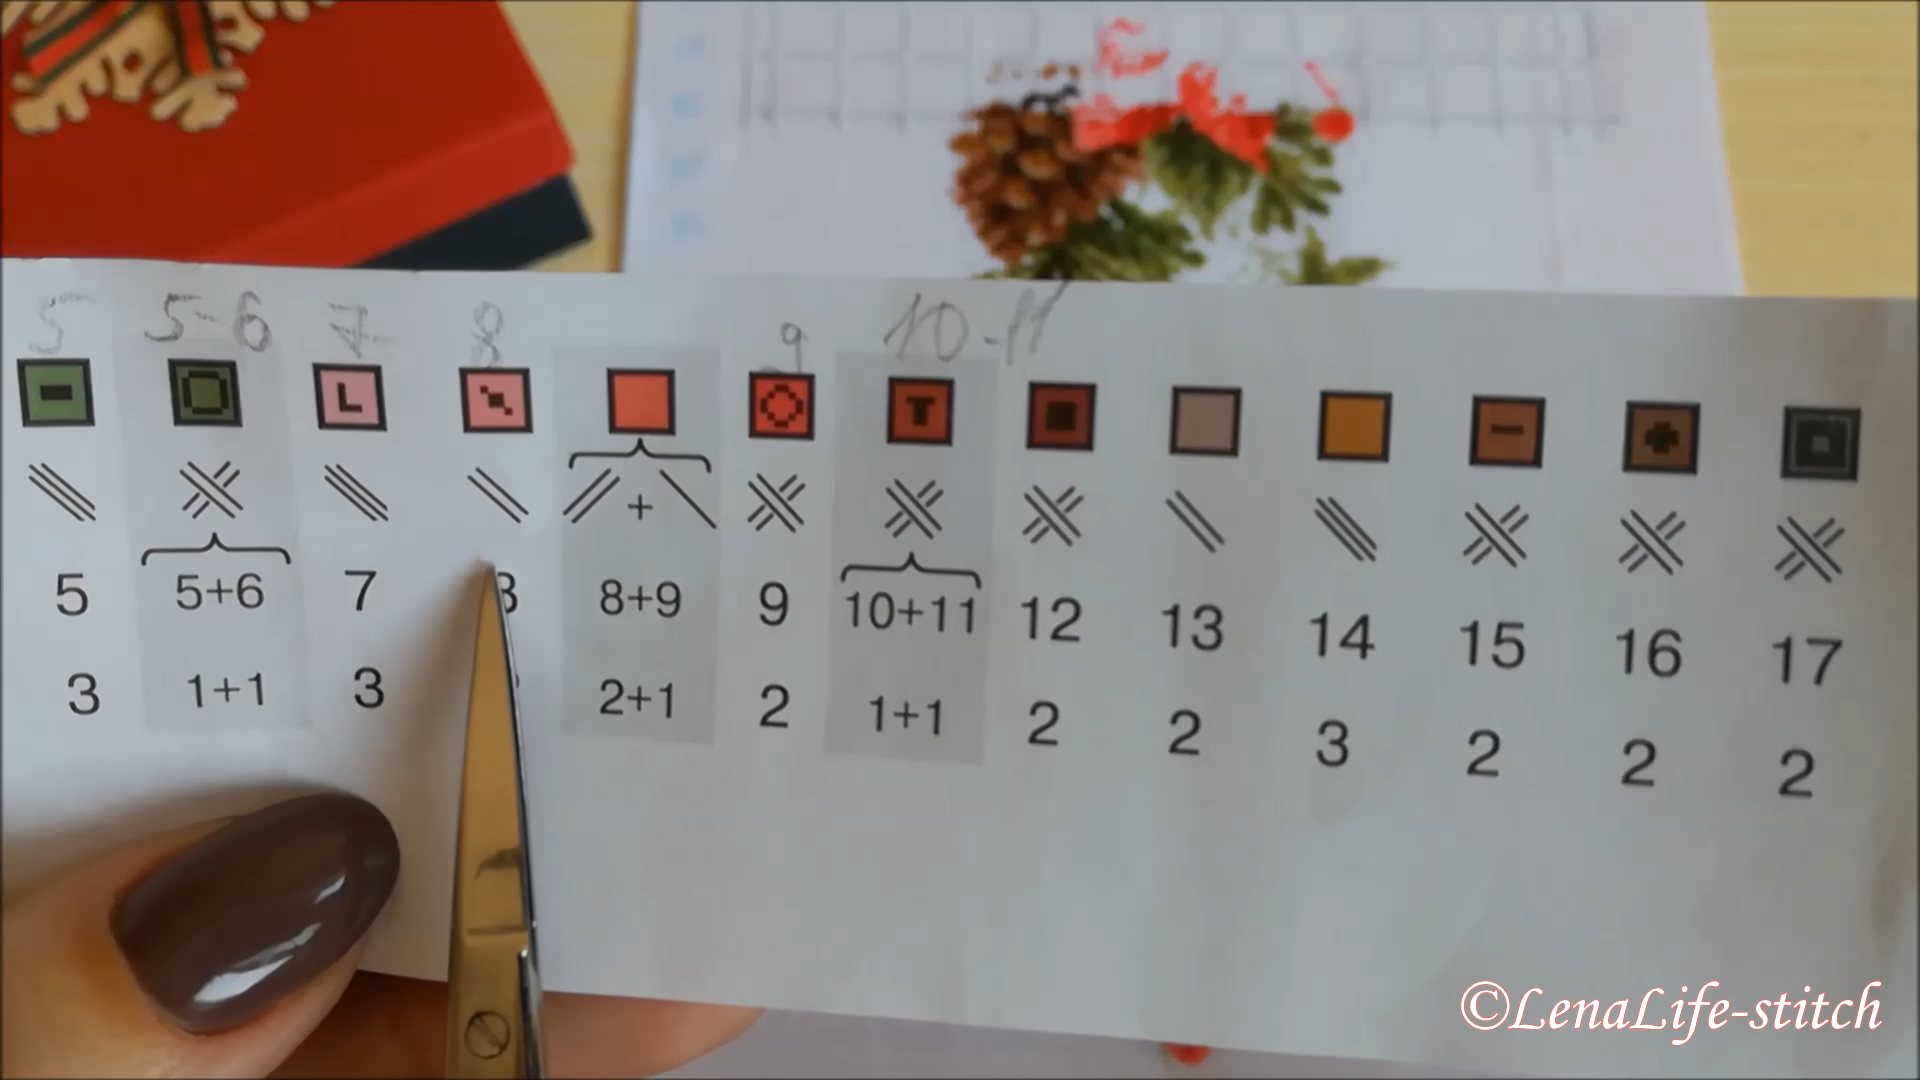 5 5-6 7 8 9 10-11
L T
+
5 5+6 7 8 8+9 9 10+11 12 13 14 15 16 17
3 1+1 3 2+1 2 1+1 2 2 3 2 2 2
©LenaLife-stitch